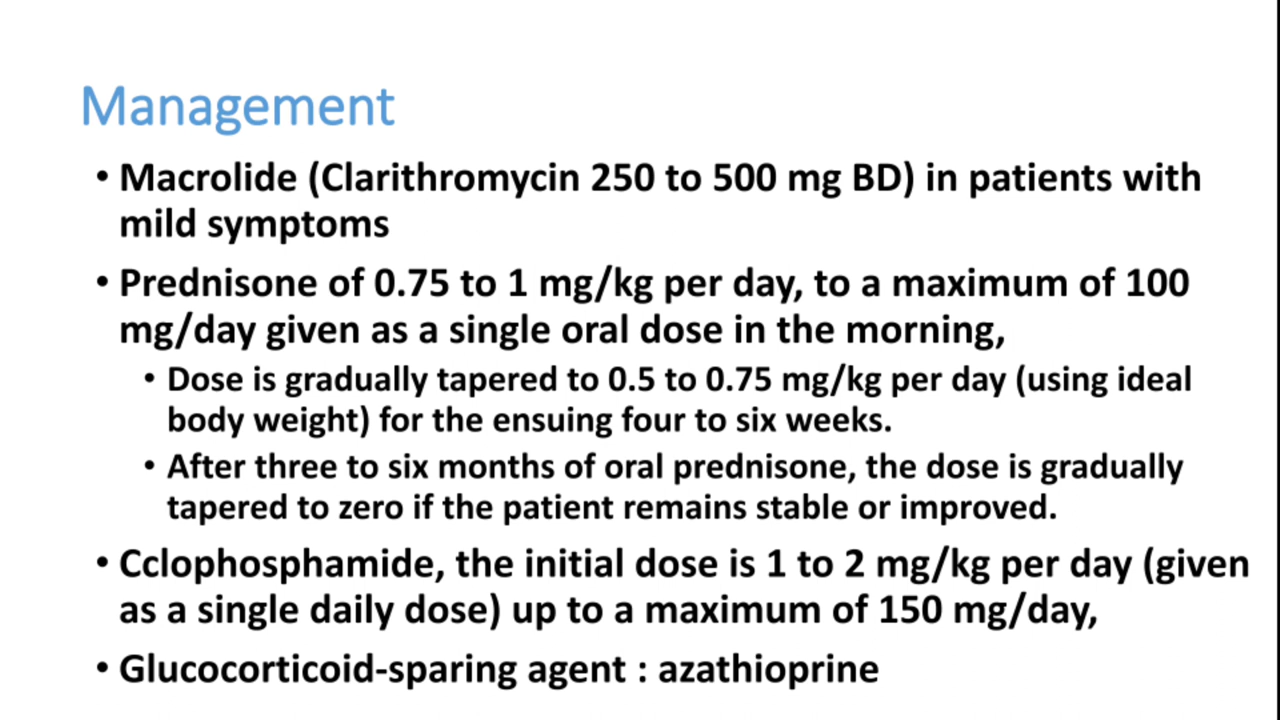 Management
• Macrolide (Clarithromycin 250 to 500 mg BD) in patients with
mild symptoms
• Prednisone of 0.75 to 1 mg/kg per day, to a maximum of 100
mg/day given as a single oral dose in the morning,
• Dose is gradually tapered to 0.5 to 0.75 mg/kg per day (using ideal
body weight) for the ensuing four to six weeks.
• After three to six months of oral prednisone, the dose is gradually
tapered to zero if the patient remains stable or improved.
• Cclophosphamide, the initial dose is 1 to 2 mg/kg per day (given
as a single daily dose) up to a maximum of 150 mg/day,
• Glucocorticoid-sparing agent : azathioprine